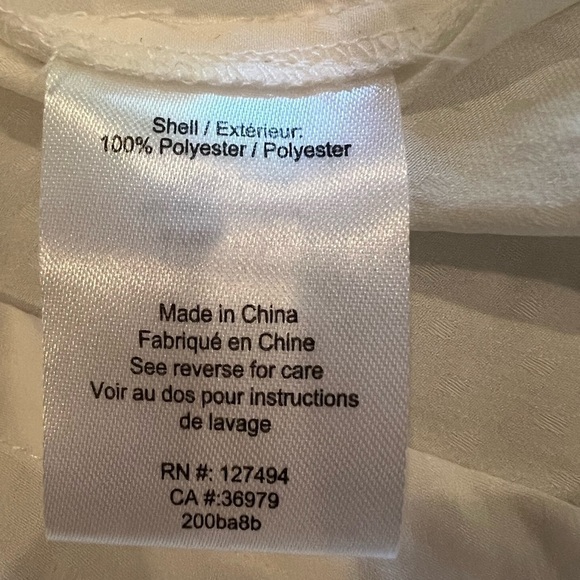 Shell / Extérieur:
100% Polyester / Polyester
Made in China
Fabriqué en Chine
See reverse for care
Voir au dos pour instructions
de lavage
RN #: 127494
CA #:36979
200ba8b